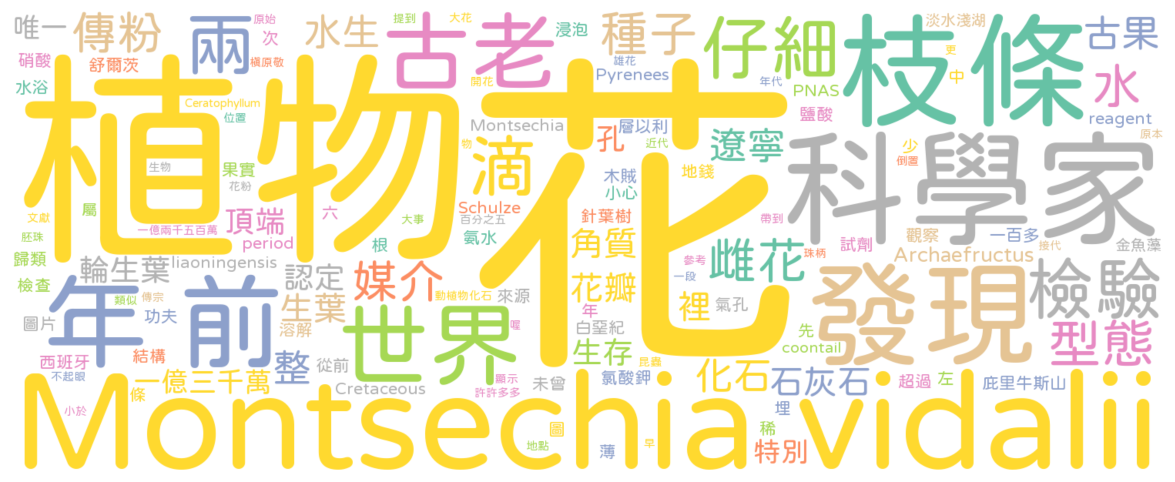 唯一 傳粉 提到 原始 次 兩 水生 古老 大花 浸泡 種子 仔細 淡水淺湖 更 枝條 古果
硝酸 舒爾茨 槙原敬 開花 雄花 Pyrenees 年代 PNAS 中 水
水浴 Ceratophyllum 位置 鹽酸 reagent
植物 花 Montsechia 層以利 孔 近代 遼寧 少 倒置 科學家
生物 果實 花粉 物 滴 木賊 小心 地錢
文獻 屬 頂端 六 大事 Schulze 百分之五 針葉樹 試劑 觀察 一百多
胚珠 一億兩千五百萬 period 根 氨水 角質 帶到 Archaefructus 接代 金魚藻
歸類 輪生葉 liaoningensis 認定 媒介 參考 雌花 珠柄
檢查 類似 傳宗 生葉 動植物化石 來源 花瓣 一段 裡 氣孔 發現 檢驗
圖片 年 前 功夫 溶解 世界 年 白堊紀 先 型態
西班牙 結構 整 從前 喔 生存 昆蟲 coontail
不起眼 一億三千萬 Cretaceous 顯示 未曾 氯酸鉀 化石 石灰石 超過 左 庇里牛斯山
小於 條 許許多多 埋
Montsechia vidalii
地點 圖 薄 早 稀 特別